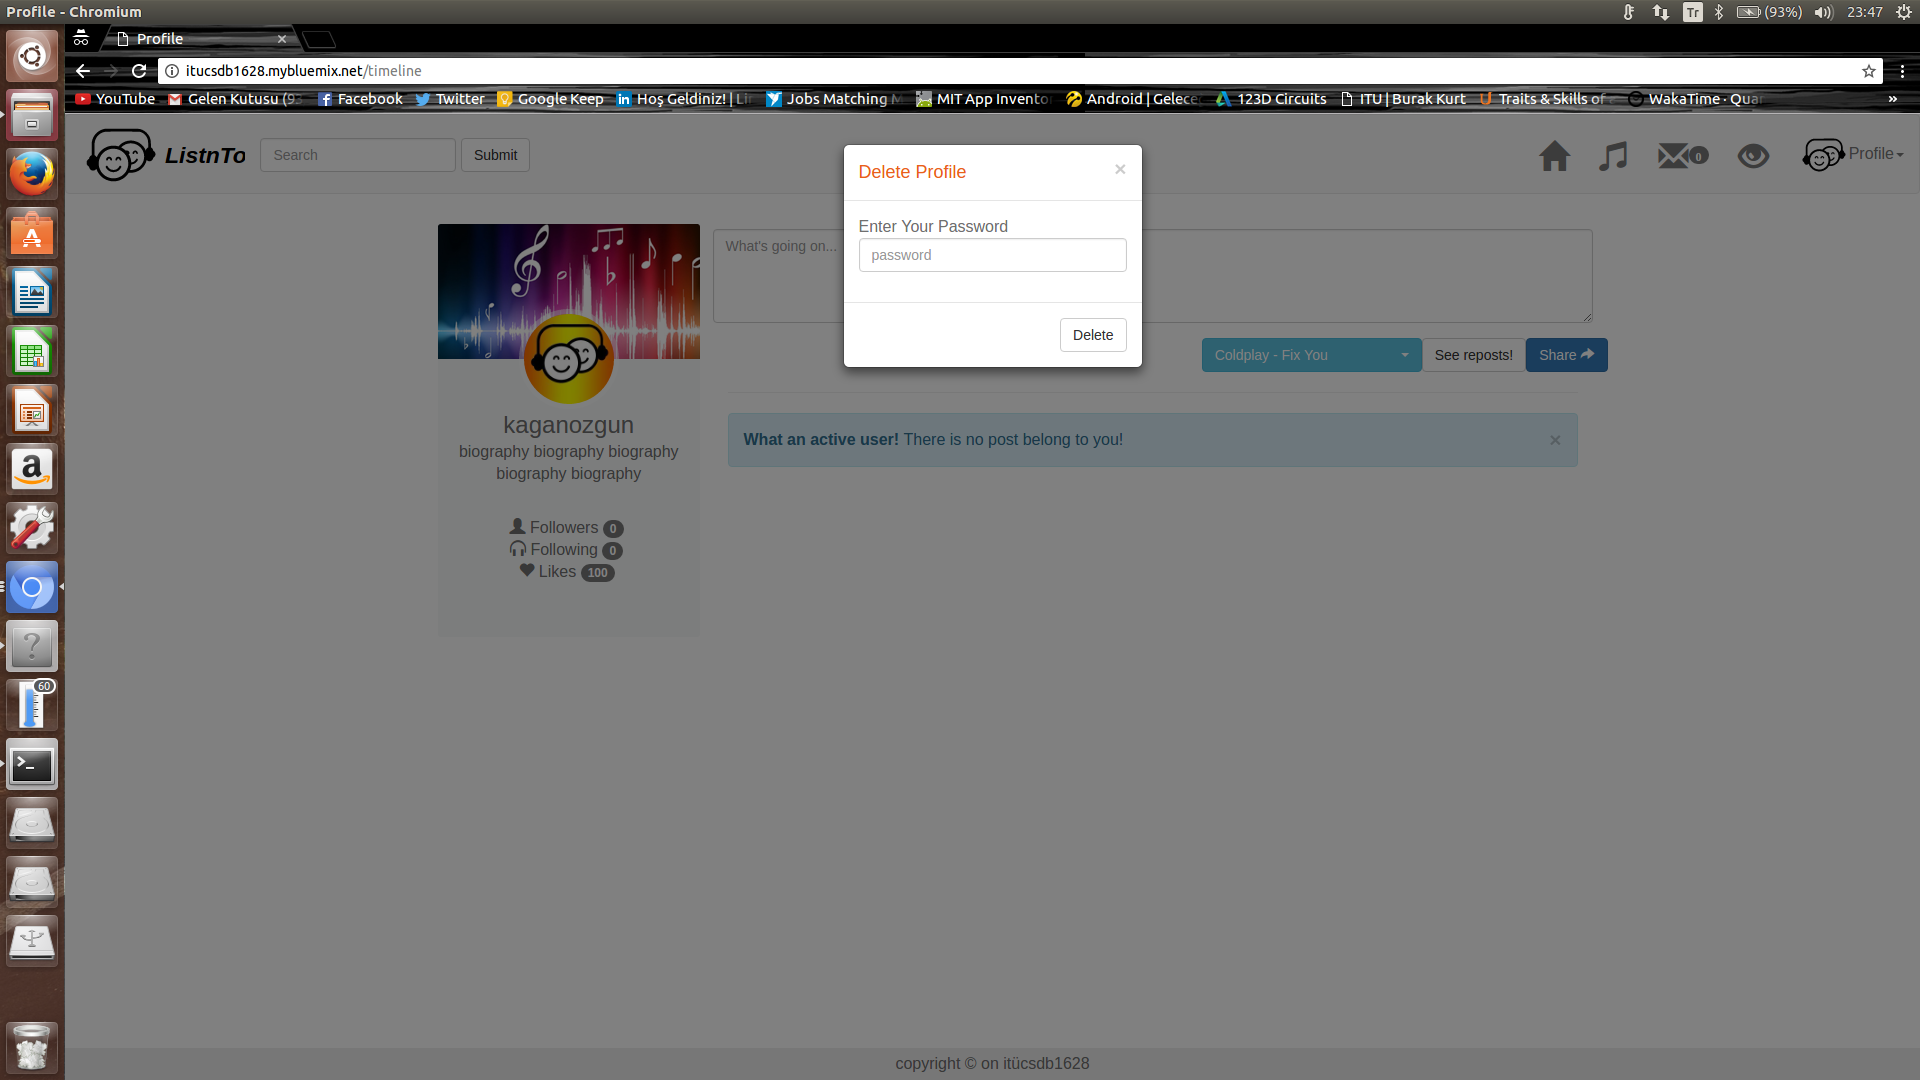 Profile - Chromium
Tr
(93%)
23:47
Profile
itucsdb1628.mybluemix.net/timeline
YouTube
Gelen Kutusu (93
Facebook
Twitter
Google Keep
Hoş Geldiniz! | Li
Jobs Matching M
MIT App Invento
Android | Gelece
123D Circuits
ITU | Burak Kurt
Traits & Skills of
WakaTime · Qua
»
ListnTo
Search
Submit
0
Profile
Delete Profile
×
Enter Your Password
password
Delete
What's going on...
Coldplay - Fix You
See reposts!
Share
kaganozgun
biography biography biography
biography biography
Followers 0
Following 0
Likes 100
What an active user! There is no post belong to you!
×
60
copyright © on itücsdb1628